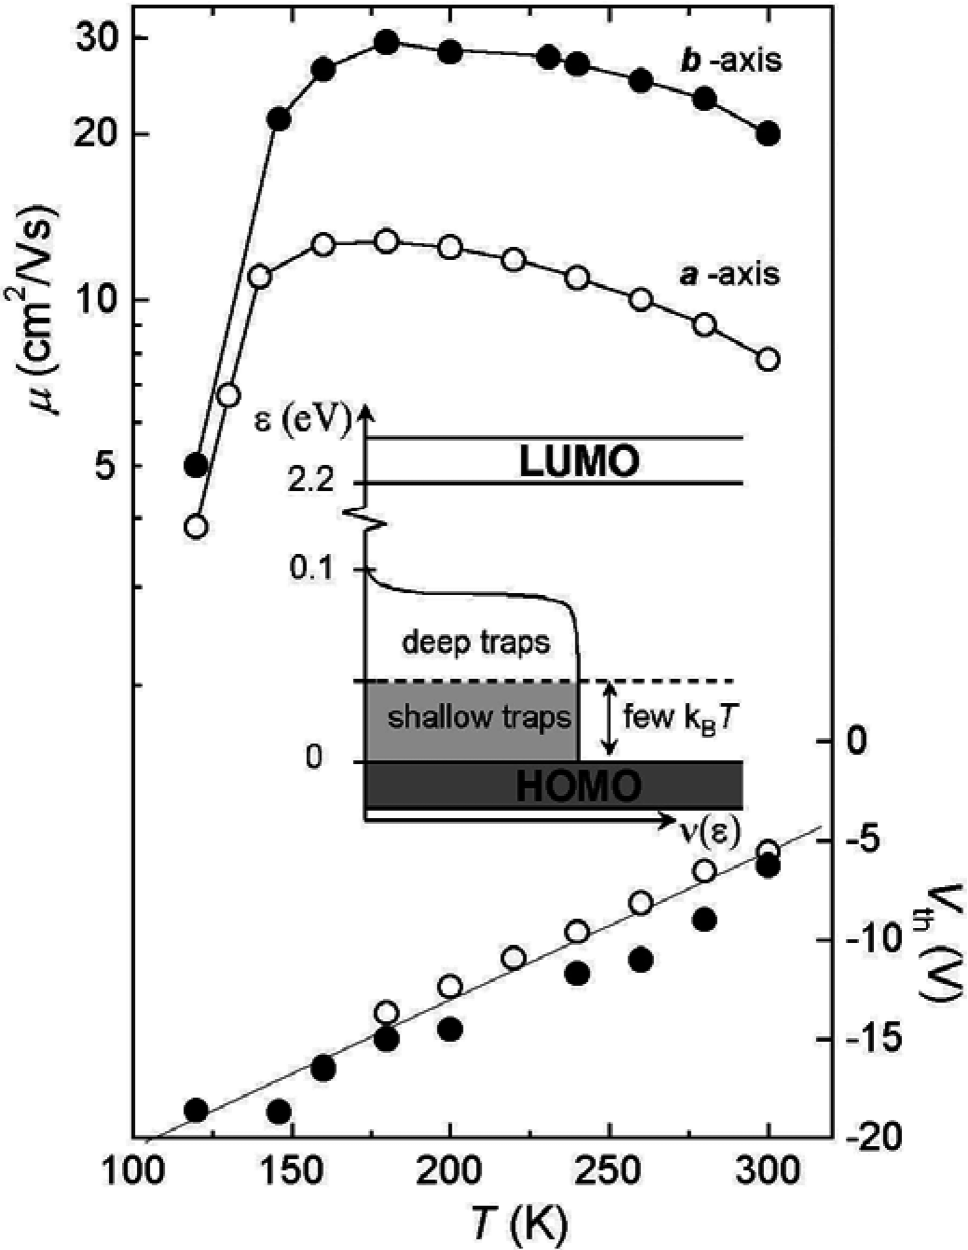 30
b -axis
20
a -axis
10
μ (cm²/Vs)
5
ε (eV)
LUMO
2.2
0.1
deep traps
shallow traps
few k_BT
0
HOMO
ν(ε)
0
-5
-10
-15
-20
V_th (V)
100 150 200 250 300
T (K)